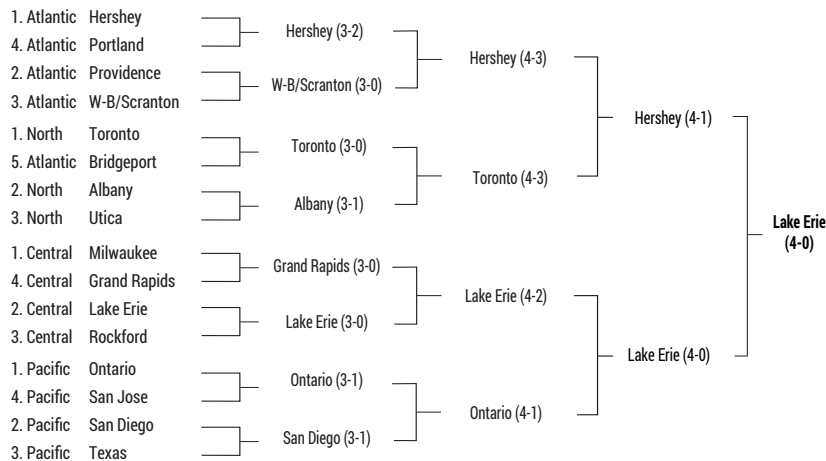 1. Atlantic Hershey
4. Atlantic Portland
2. Atlantic Providence
3. Atlantic W-B/Scranton
1. North Toronto
5. Atlantic Bridgeport
2. North Albany
3. North Utica
1. Central Milwaukee
4. Central Grand Rapids
2. Central Lake Erie
3. Central Rockford
1. Pacific Ontario
4. Pacific San Jose
2. Pacific San Diego
3. Pacific Texas
Hershey (3-2)
W-B/Scranton (3-0)
Toronto (3-0)
Albany (3-1)
Grand Rapids (3-0)
Lake Erie (3-0)
Ontario (3-1)
San Diego (3-1)
Hershey (4-3)
Toronto (4-3)
Lake Erie (4-2)
Ontario (4-1)
Hershey (4-1)
Lake Erie (4-0)
Lake Erie
(4-0)